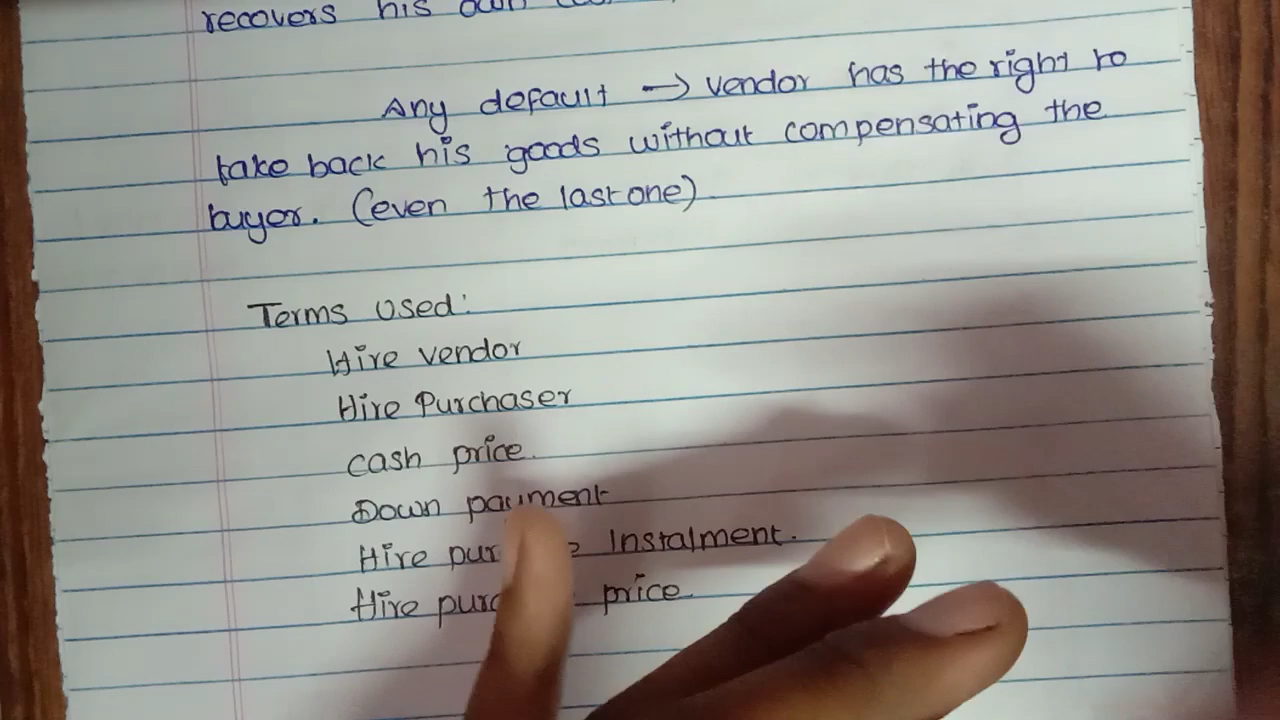 recovers his own
Any default → vendor has the right to
take back his goods without compensating the
buyer. (even the last one)
Terms Used:
Hire vendor
Hire Purchaser
Cash price.
Down payment
Hire Instalment.
Hire price